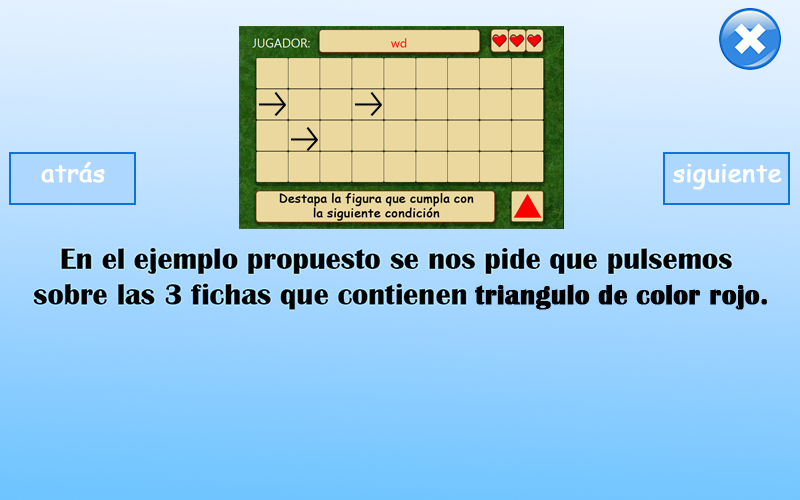 JUGADOR:
wd
atrás
siguiente
Destapa la figura que cumpla con
la siguiente condición
En el ejemplo propuesto se nos pide que pulsemos
sobre las 3 fichas que contienen triangulo de color rojo.